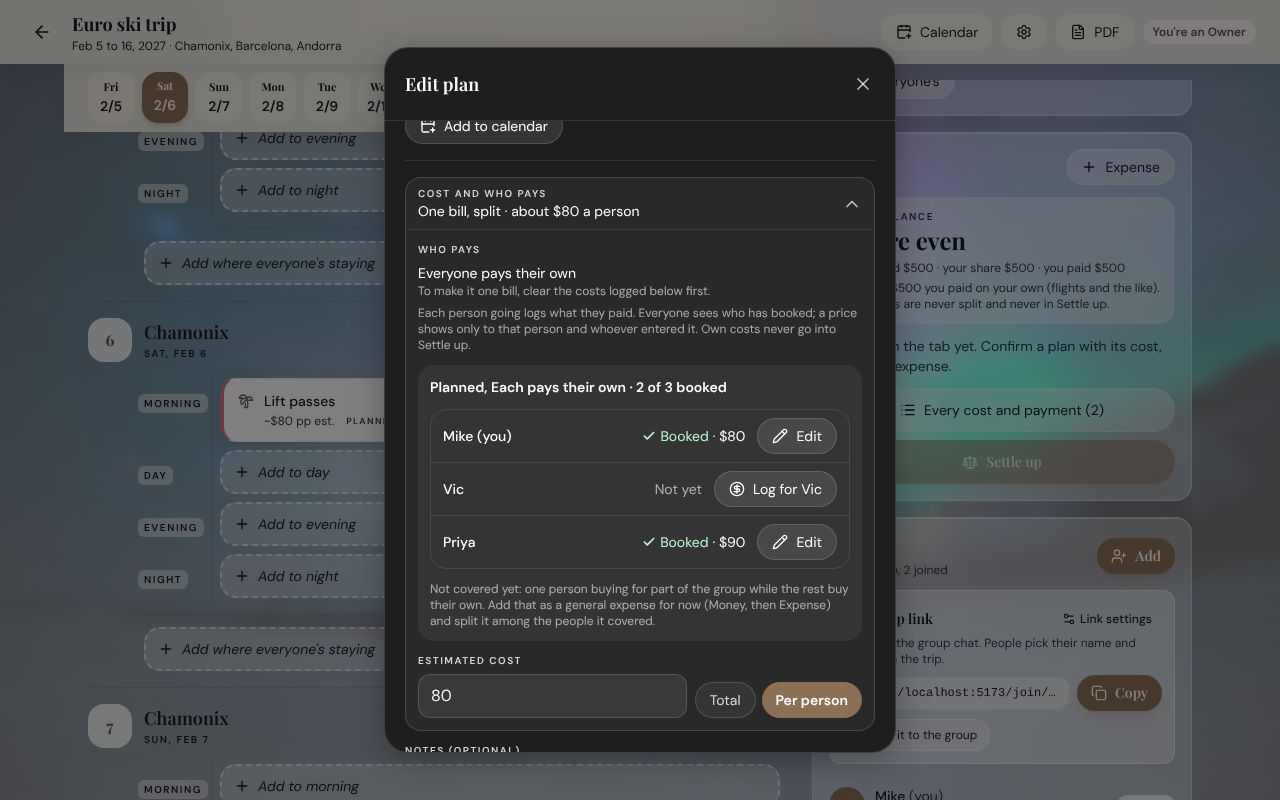 Euro ski trip
Feb 5 to 16, 2027 · Chamonix, Barcelona, Andorra
Calendar
PDF
You're an Owner
Fri
2/5
Sat
2/6
Sun
2/7
Mon
2/8
Tue
2/9
EVENING
Add to evening
NIGHT
Add to night
Add where everyone's staying
6
Chamonix
SAT, FEB 6
MORNING
Lift passes
~$80 pp est.
DAY
Add to day
EVENING
Add to evening
NIGHT
Add to night
Add where everyone's staying
7
Chamonix
SUN, FEB 7
MORNING
Add to morning
Edit plan
Add to calendar
COST AND WHO PAYS
One bill, split · about $80 a person
WHO PAYS
Everyone pays their own
To make it one bill, clear the costs logged below first.
Each person going logs what they paid. Everyone sees who has booked; a price
shows only to that person and whoever entered it. Own costs never go into
Settle up.
Planned, Each pays their own · 2 of 3 booked
Mike (you)
Booked · $80
Edit
Vic
Not yet
Log for Vic
Priya
Booked · $90
Edit
Not covered yet: one person buying for part of the group while the rest buy
their own. Add that as a general expense for now (Money, then Expense)
and split it among the people it covered.
ESTIMATED COST
80
Total
Per person
NOTES (OPTIONAL)
Expense
even
$500 · your share $500 · you paid $500
$500 you paid on your own (flights and the like).
are never split and never in Settle up.
the tab yet. Confirm a plan with its cost,
expense.
Every cost and payment (2)
Settle up
2 joined
Add
link
Link settings
the group chat. People pick their name and
the trip.
/localhost:5173/join/…
Copy
it to the group
Mike (you)